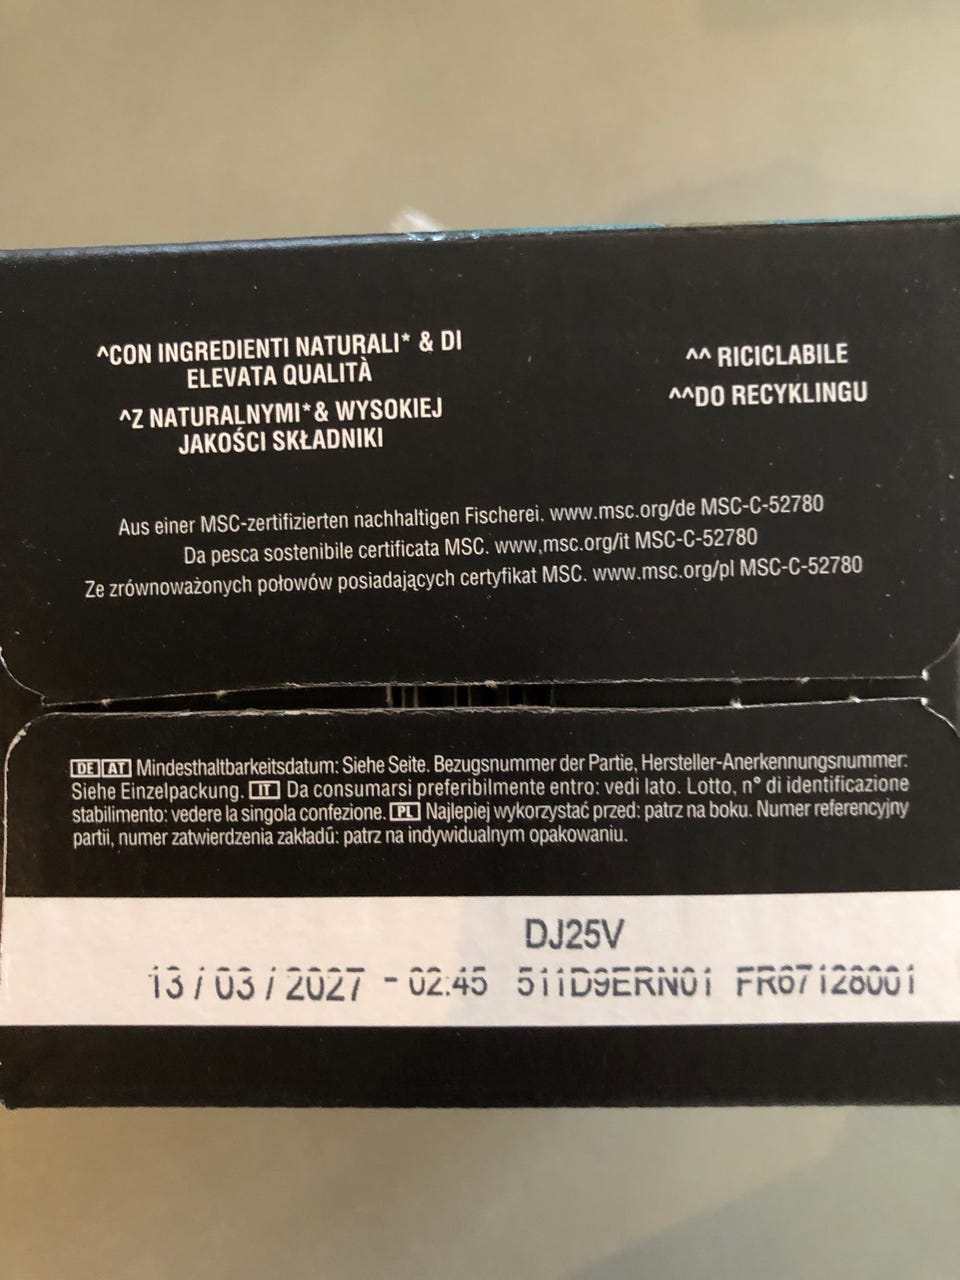 ^CON INGREDIENTI NATURALI* & DI
ELEVATA QUALITÀ
^Z NATURALNYMI* & WYSOKIEJ
JAKOŚCI SKŁADNIKI
^^ RICICLABILE
^^DO RECYKLINGU
Aus einer MSC-zertifizierten nachhaltigen Fischerei. www.msc.org/de MSC-C-52780
Da pesca sostenibile certificata MSC. www.msc.org/it MSC-C-52780
Ze zrównoważonych połowów posiadających certyfikat MSC. www.msc.org/pl MSC-C-52780
DE AT Mindesthaltbarkeitsdatum: Siehe Seite. Bezugsnummer der Partie, Hersteller-Anerkennungsnummer:
Siehe Einzelpackung. IT Da consumarsi preferibilmente entro: vedi lato. Lotto, n° di identificazione
stabilimento: vedere la singola confezione. PL Najlepiej wykorzystać przed: patrz na boku. Numer referencyjny
partii, numer zatwierdzenia zakładú: patrz na indywidualnym opakowaniu.
DJ25V
13/03/2027 - 02:45 511D9ERN01 FR67128001